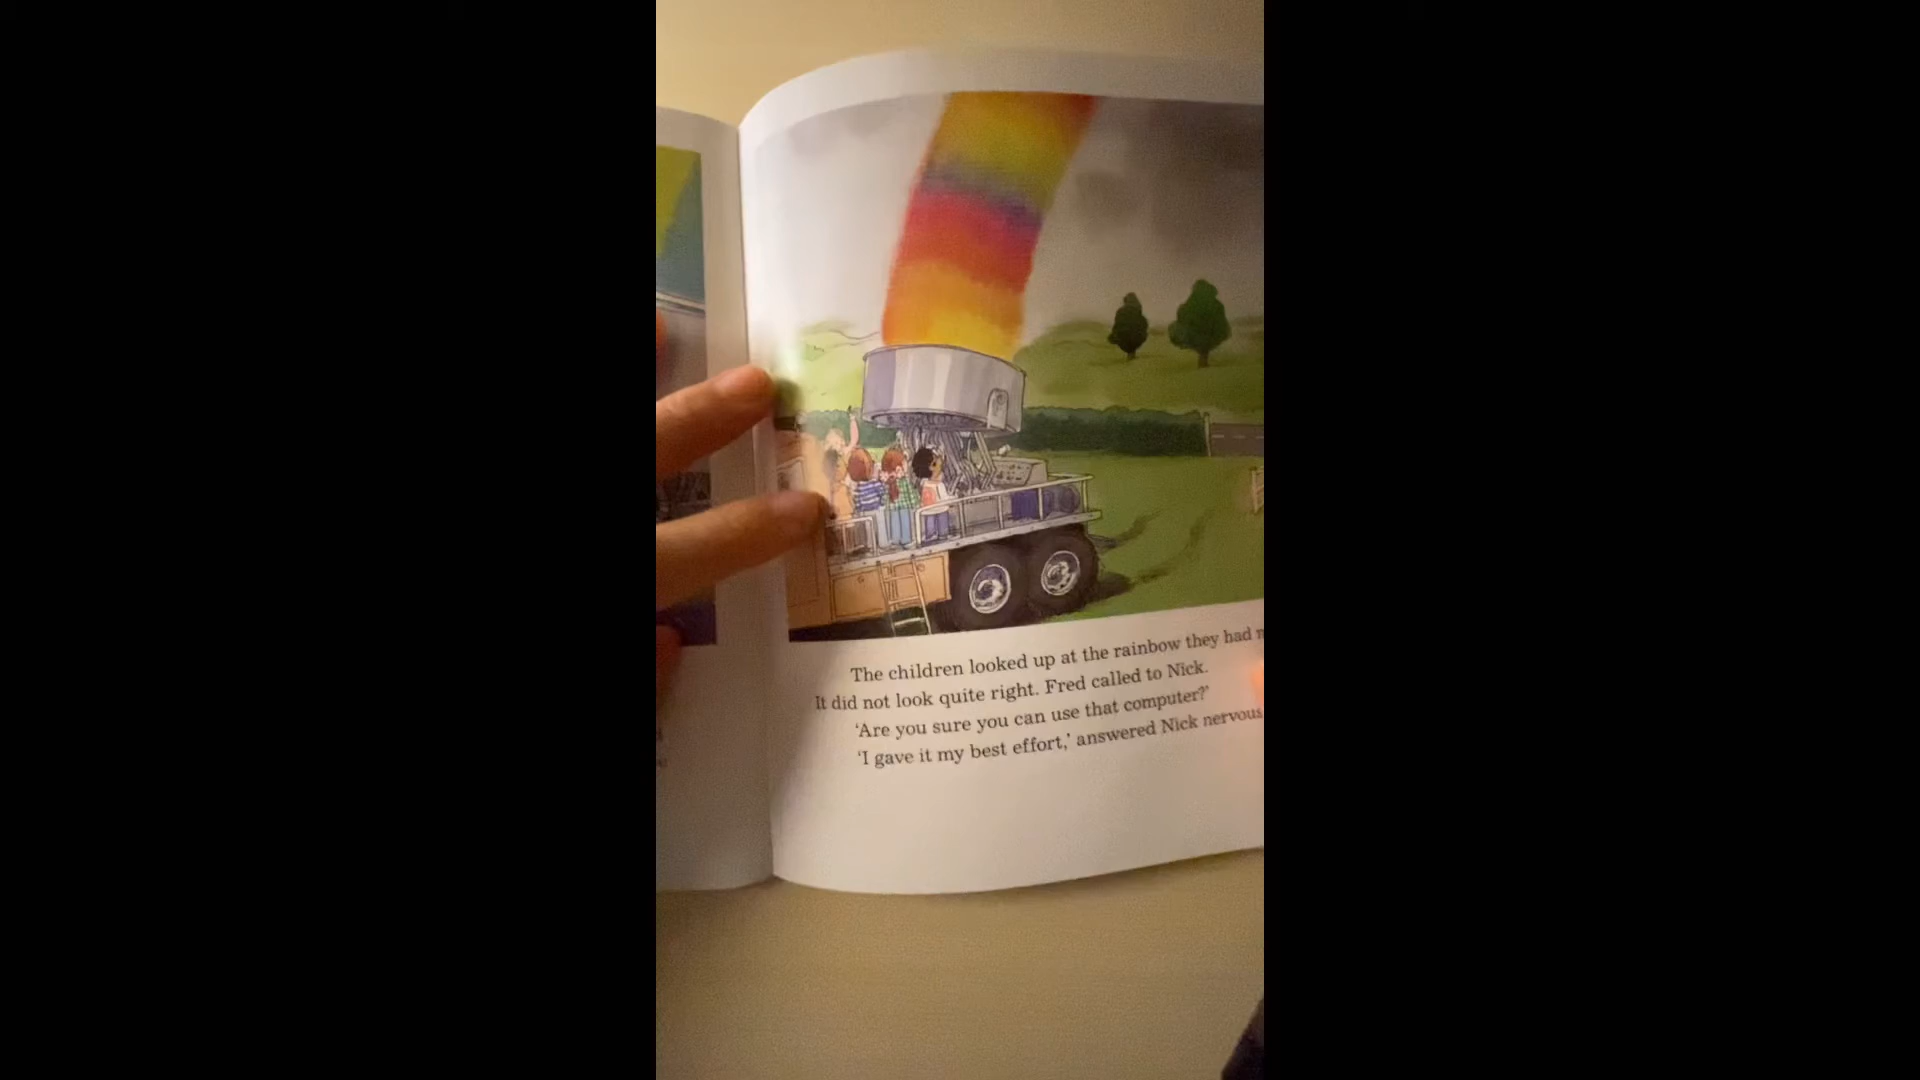 The children looked up at the rainbow they had
It did not look quite right. Fred called to Nick.
‘Are you sure you can use that computer?’
‘I gave it my best effort,’ answered Nick